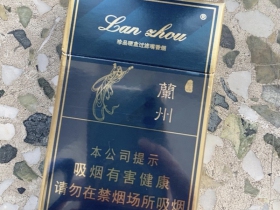 Lan zhou®
蘭
州
本公司提示
吸烟有害健康
请勿在禁烟场所吸烟